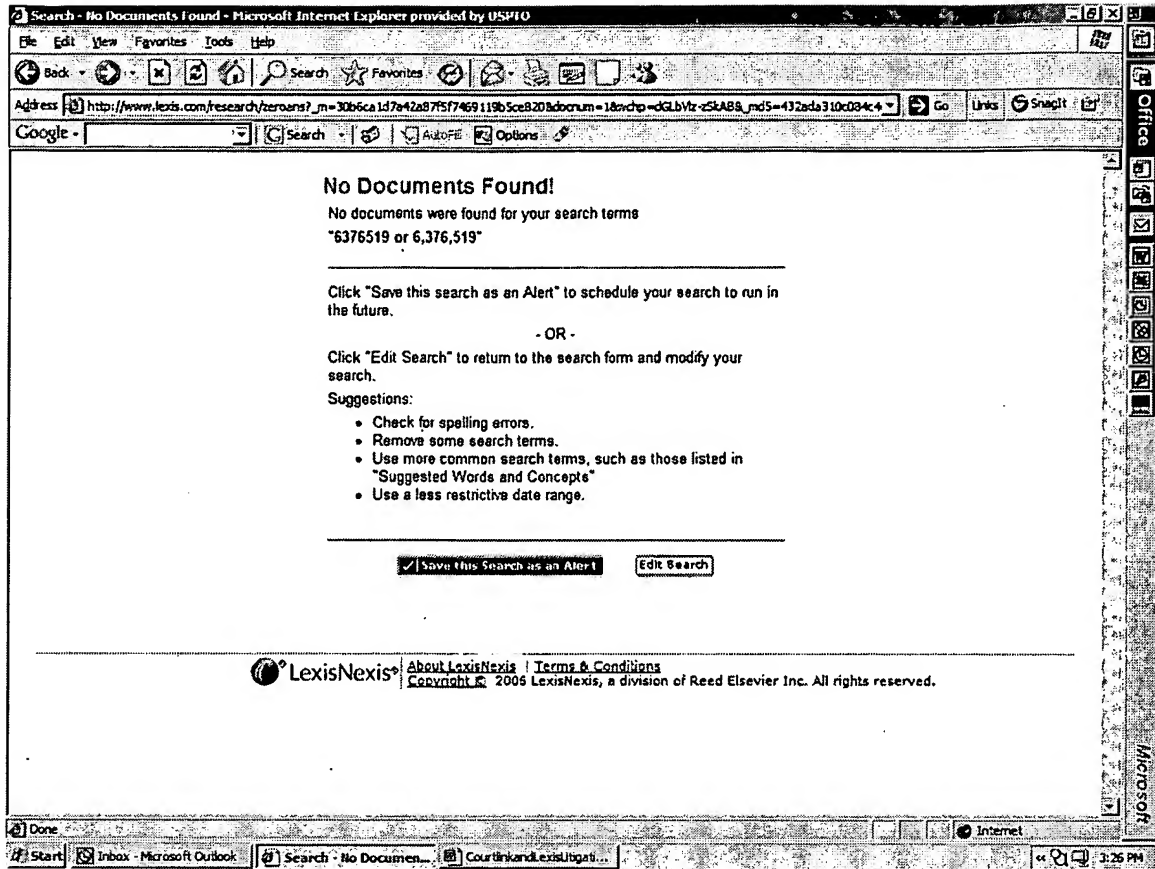 Search - No Documents Found - Microsoft Internet Explorer provided by USPTO
File Edit View Favorites Tools Help
Back Search Favorites
Address http://www.lexis.com/research/zeroans? Go Links SnagIt
Google - Search AutoFill Options
Office
No Documents Found!
No documents were found for your search terms
"6376519 or 6,376,519"
Click "Save this search as an Alert" to schedule your search to run in
the future.
- OR -
Click "Edit Search" to return to the search form and modify your
search.
Suggestions:
• Check for spelling errors.
• Remove some search terms.
• Use more common search terms, such as those listed in
"Suggested Words and Concepts"
• Use a less restrictive date range.
Save this Search as an Alert Edit Search
LexisNexis® About LexisNexis | Terms & Conditions
Copyright © 2006 LexisNexis, a division of Reed Elsevier Inc. All rights reserved.
Microsoft
Done Internet
Start Inbox - Microsoft Outlook Search - No Documen... CourtlinkandLexisLitigati... 3:26 PM